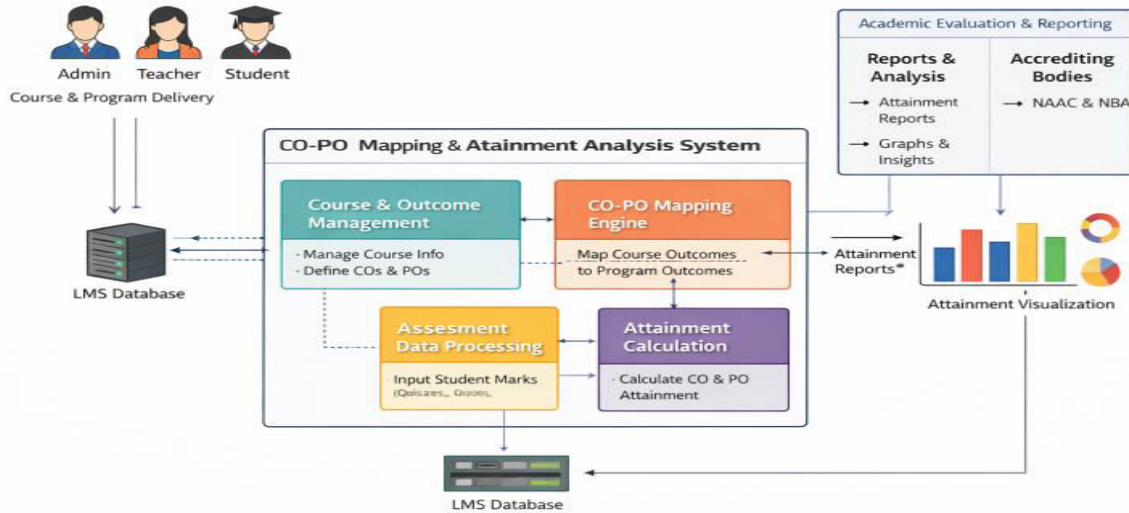 Admin
Teacher
Student
Course & Program Delivery
LMS Database
CO-PO Mapping & Atainment Analysis System
Course & Outcome
Management
· Manage Course Info
· Define COs & POs
CO-PO Mapping
Engine
Map Course Outcomes
to Program Outcomes
Assesment
Data Processing
· Input Student Marks
Attainment
Calculation
· Calculate CO & PO
Attainment
LMS Database
Academic Evaluation & Reporting
Reports &
Analysis
→ Attainment
Reports
→ Graphs &
Insights
Accrediting
Bodies
→ NAAC & NBA
Attainment
Reports*
Attainment Visualization